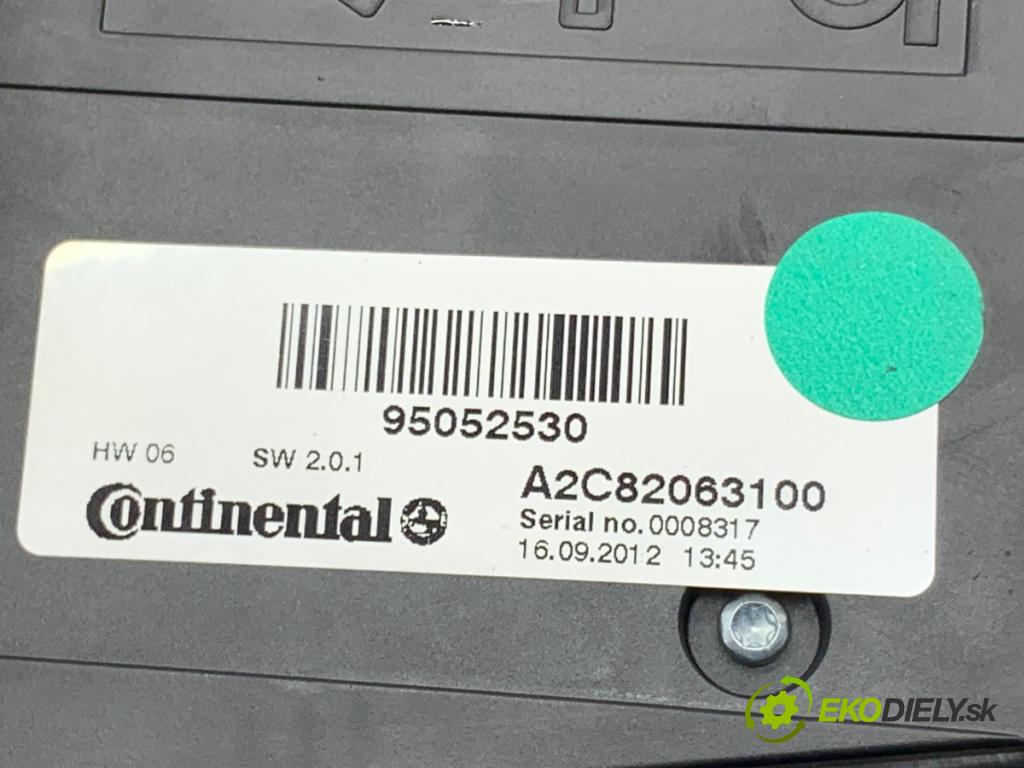 95052530
HW 06 SW 2.0.1
A2C82063100
Continental
Serial no.0008317
16.09.2012 13:45
EKODIELY.sk